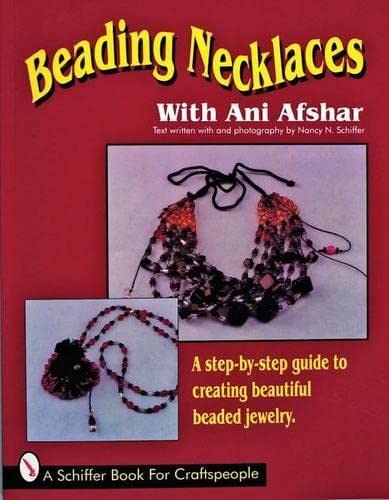 Beading Necklaces
With Ani Afshar
Text written with and photography by Nancy N. Schiffer
A step-by-step guide to
creating beautiful
beaded jewelry.
A Schiffer Book For Craftspeople